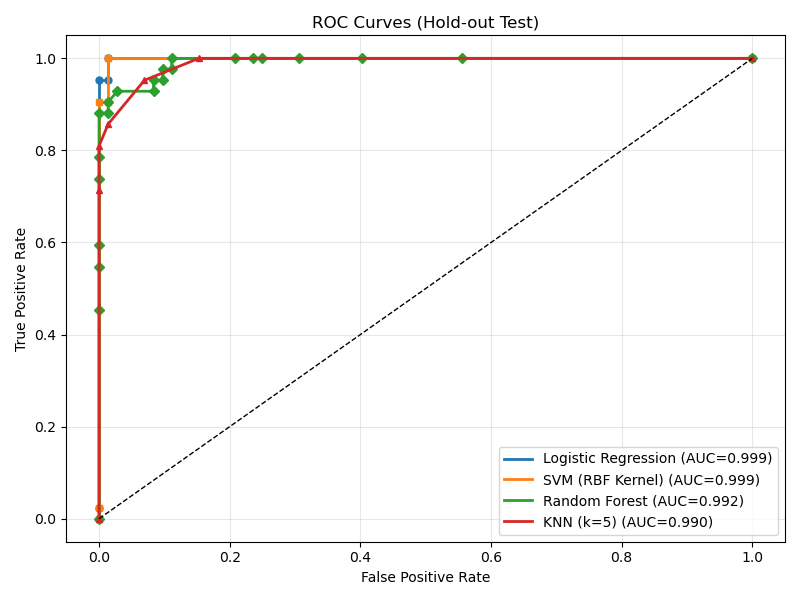 ROC Curves (Hold-out Test)
True Positive Rate
1.0
0.8
0.6
0.4
0.2
0.0
Logistic Regression (AUC=0.999)
SVM (RBF Kernel) (AUC=0.999)
Random Forest (AUC=0.992)
KNN (k=5) (AUC=0.990)
0.0 0.2 0.4 0.6 0.8 1.0
False Positive Rate